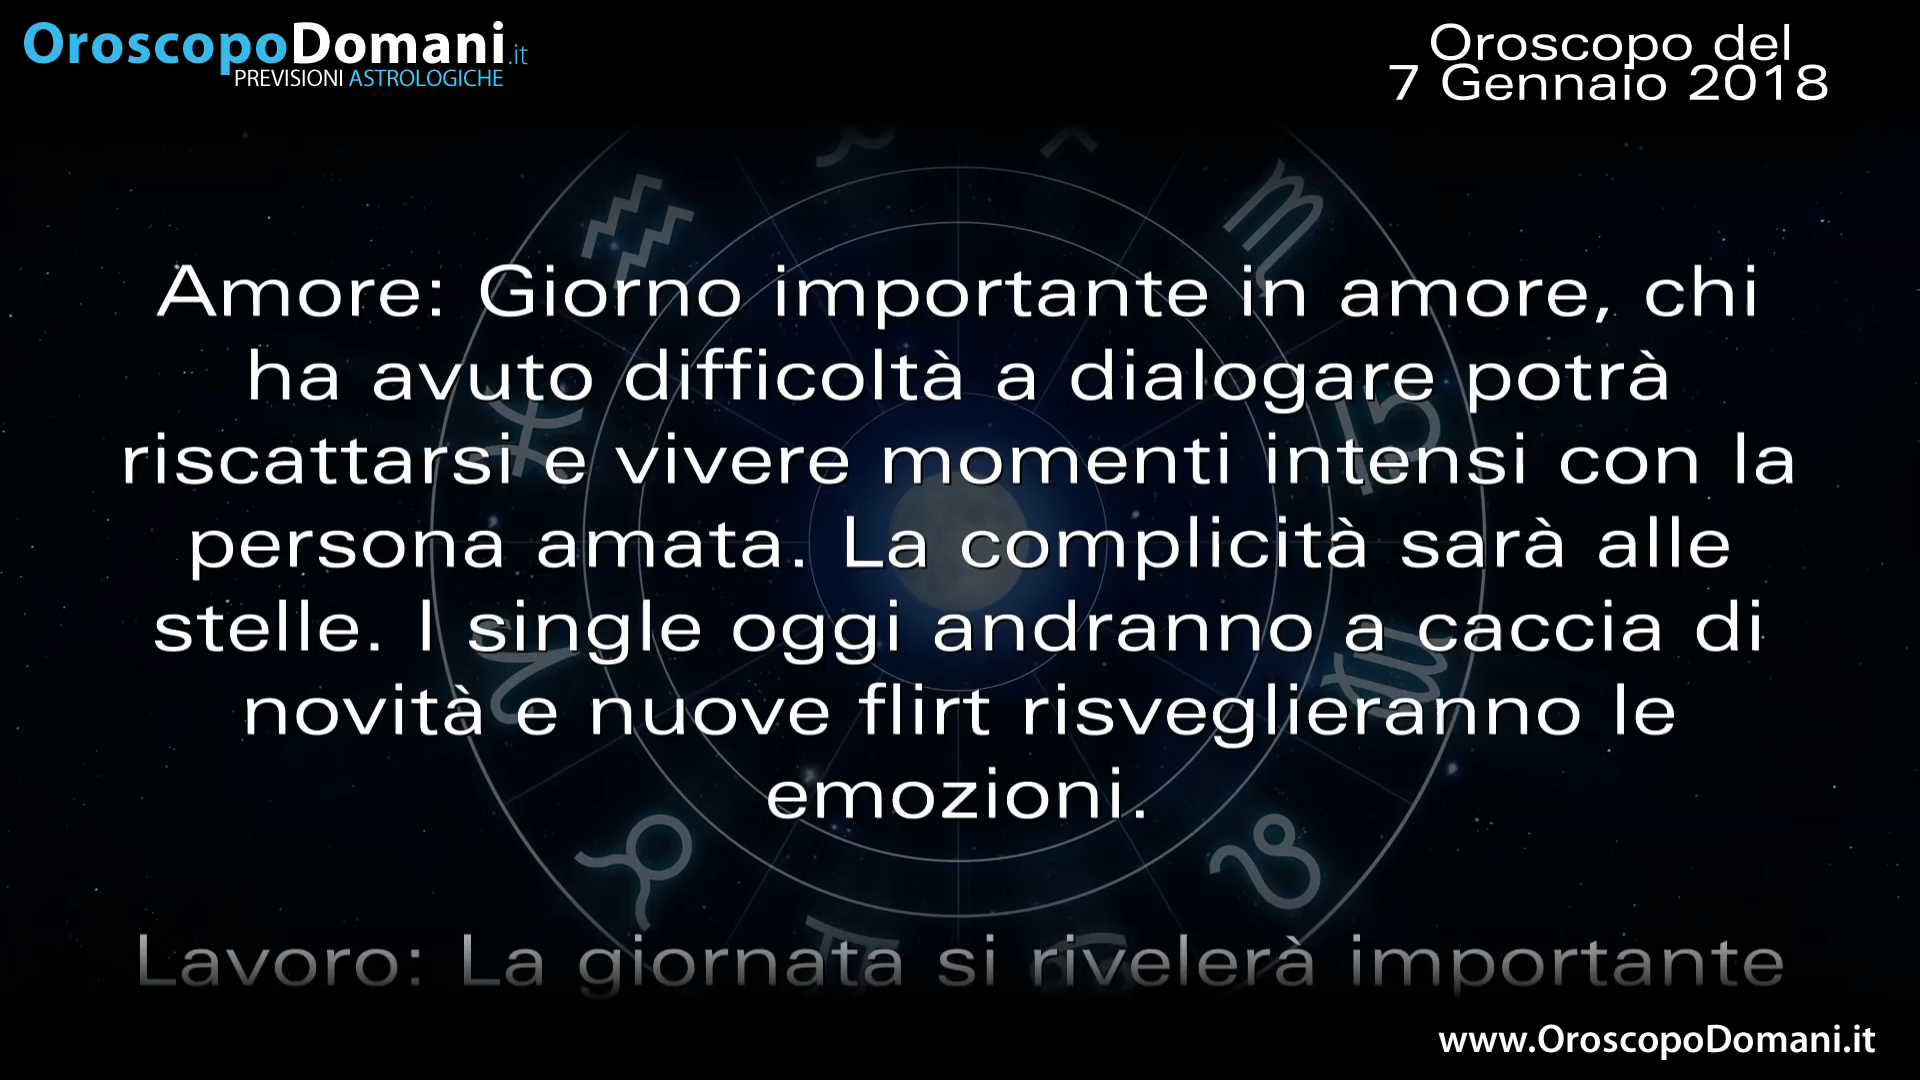 OroscopoDomani.it
PREVISIONI ASTROLOGICHE
Oroscopo del
7 Gennaio 2018
Amore: Giorno importante in amore, chi
ha avuto difficoltà a dialogare potrà
riscattarsi e vivere momenti intensi con la
persona amata. La complicità sarà alle
stelle. I single oggi andranno a caccia di
novità e nuove flirt risveglieranno le
emozioni.
Lavoro: La giornata si rivelerà importante
www.OroscopoDomani.it